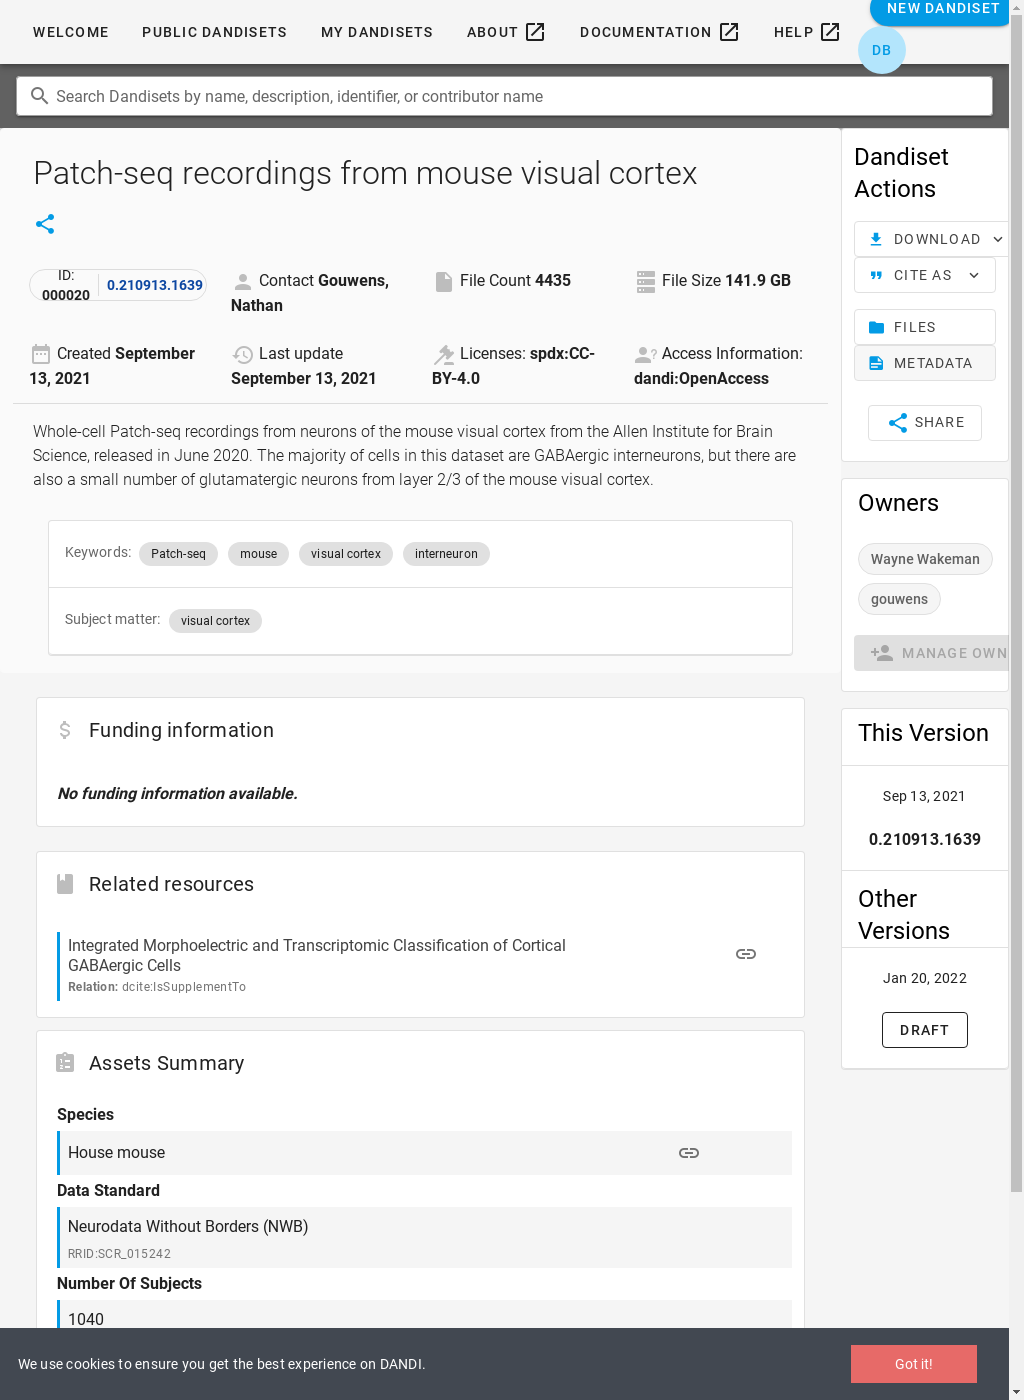 NEW DANDISET
WELCOME PUBLIC DANDISETS MY DANDISETS ABOUT DOCUMENTATION HELP
DB
Search Dandisets by name, description, identifier, or contributor name
Patch-seq recordings from mouse visual cortex
ID:
000020
0.210913.1639
Contact Gouwens,
Nathan
File Count 4435
File Size 141.9 GB
Created September
13, 2021
Last update
September 13, 2021
Licenses: spdx:CC-
BY-4.0
Access Information:
dandi:OpenAccess
Whole-cell Patch-seq recordings from neurons of the mouse visual cortex from the Allen Institute for Brain
Science, released in June 2020. The majority of cells in this dataset are GABAergic interneurons, but there are
also a small number of glutamatergic neurons from layer 2/3 of the mouse visual cortex.
Keywords: Patch-seq mouse visual cortex interneuron
Subject matter: visual cortex
Funding information
No funding information available.
Related resources
Integrated Morphoelectric and Transcriptomic Classification of Cortical
GABAergic Cells
Relation: dcite:IsSupplementTo
Assets Summary
Species
House mouse
Data Standard
Neurodata Without Borders (NWB)
RRID:SCR_015242
Number Of Subjects
1040
Dandiset
Actions
DOWNLOAD
CITE AS
FILES
METADATA
SHARE
Owners
Wayne Wakeman
gouwens
MANAGE OWN
This Version
Sep 13, 2021
0.210913.1639
Other
Versions
Jan 20, 2022
DRAFT
We use cookies to ensure you get the best experience on DANDI.
Got it!